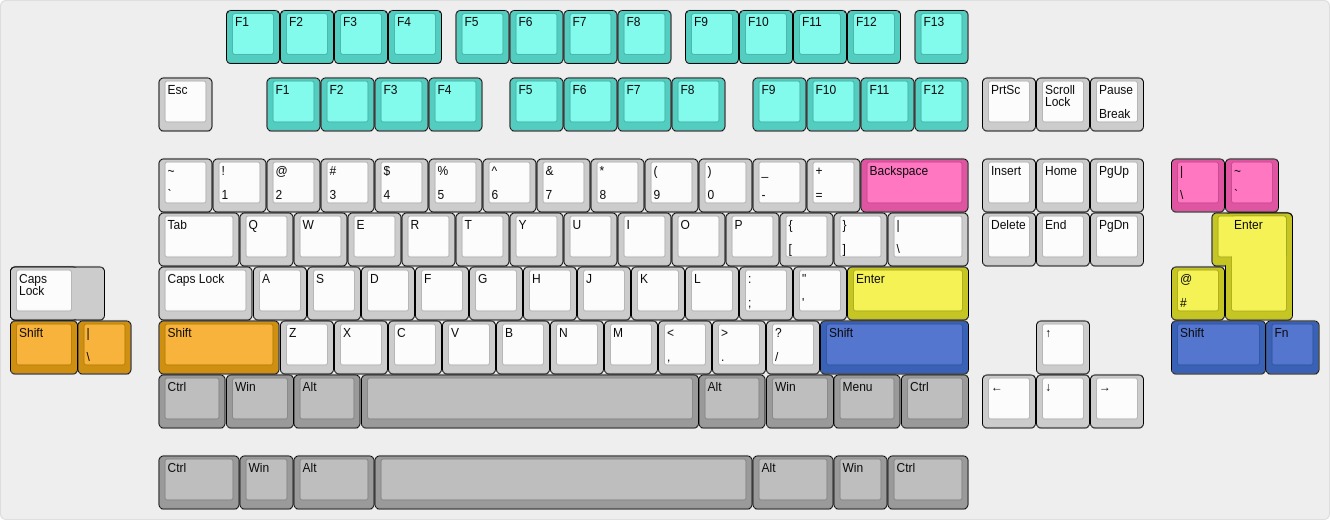 F1 F2 F3 F4 F5 F6 F7 F8 F9 F10 F11 F12 F13
Esc F1 F2 F3 F4 F5 F6 F7 F8 F9 F10 F11 F12 PrtSc Scroll Pause
Lock
Break
~ ! @ # $ % ^ & * ( ) _ + Backspace Insert Home PgUp | ~
` 1 2 3 4 5 6 7 8 9 0 - = \ `
Tab Q W E R T Y U I O P { } | Delete End PgDn Enter
[ ] \
Caps Caps Lock A S D F G H J K L : " Enter @
Lock
; ' #
Shift | Shift Z X C V B N M < > ? Shift ↑ Shift Fn
\ , . /
Ctrl Win Alt Alt Win Menu Ctrl ← ↓ →
Ctrl Win Alt Alt Win Ctrl